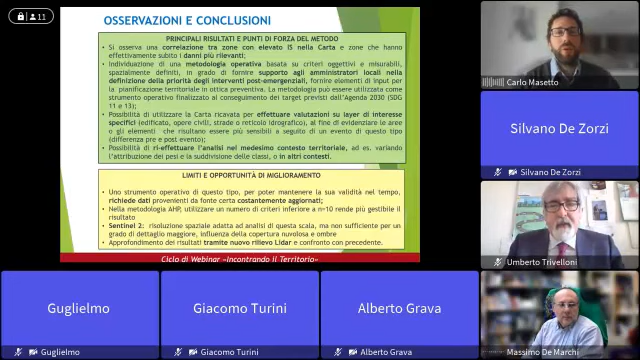 11
OSSERVAZIONI E CONCLUSIONI
PRINCIPALI RISULTATI E PUNTI DI FORZA DEL METODO
Si osserva una correlazione tra zone con elevato IS nella Carta e zone che hanno
effettivamente subito i danni più rilevanti;
Individuazione di una metodologia operativa basata su criteri oggettivi e misurabili,
spazialmente definiti, in grado di fornire supporto agli amministratori locali nella
definizione della priorità degli interventi post-emergenziali, fornire elementi di input per
la pianificazione territoriale in ottica preventiva. La metodologia può essere utilizzata come
strumento operativo finalizzato al conseguimento dei target previsti dall'Agenda 2030 (SDG
11 e 13);
Possibilità di utilizzare la Carta ricavata per effettuare valutazioni su layer di interesse
specifici (edificato, opere civili, strade o reticolo idrografico), al fine di evidenziare le aree
o gli elementi che risultano essere più sensibili a seguito di un evento di questo tipo
(differenza pre e post evento);
Possibilità di ri-effettuare l'analisi nel medesimo contesto territoriale, ad es. variando
l'attribuzione dei pesi e la suddivisione delle classi, o in altri contesti.
LIMITI E OPPORTUNITÀ DI MIGLIORAMENTO
Uno strumento operativo di questo tipo, per poter mantenere la sua validità nel tempo,
richiede dati provenienti da fonte certa costantemente aggiornati;
Nella metodologia AHP, utilizzare un numero di criteri inferiore a n=10 rende più gestibile il
risultato
Sentinel 2: risoluzione spaziale adatta ad analisi di questa scala, ma non sufficiente per un
grado di dettaglio maggiore, influenza della copertura nuvolosa e ombre
Approfondimento dei risultati tramite nuovo rilievo Lidar e confronto con precedente.
Ciclo di Webinar «Incontrando il Territorio»
Carlo Masetto
Silvano De Zorzi
Silvano De Zorzi
Umberto Trivelloni
Guglielmo
Guglielmo
Giacomo Turini
Giacomo Turini
Alberto Grava
Alberto Grava
Massimo De Marchi